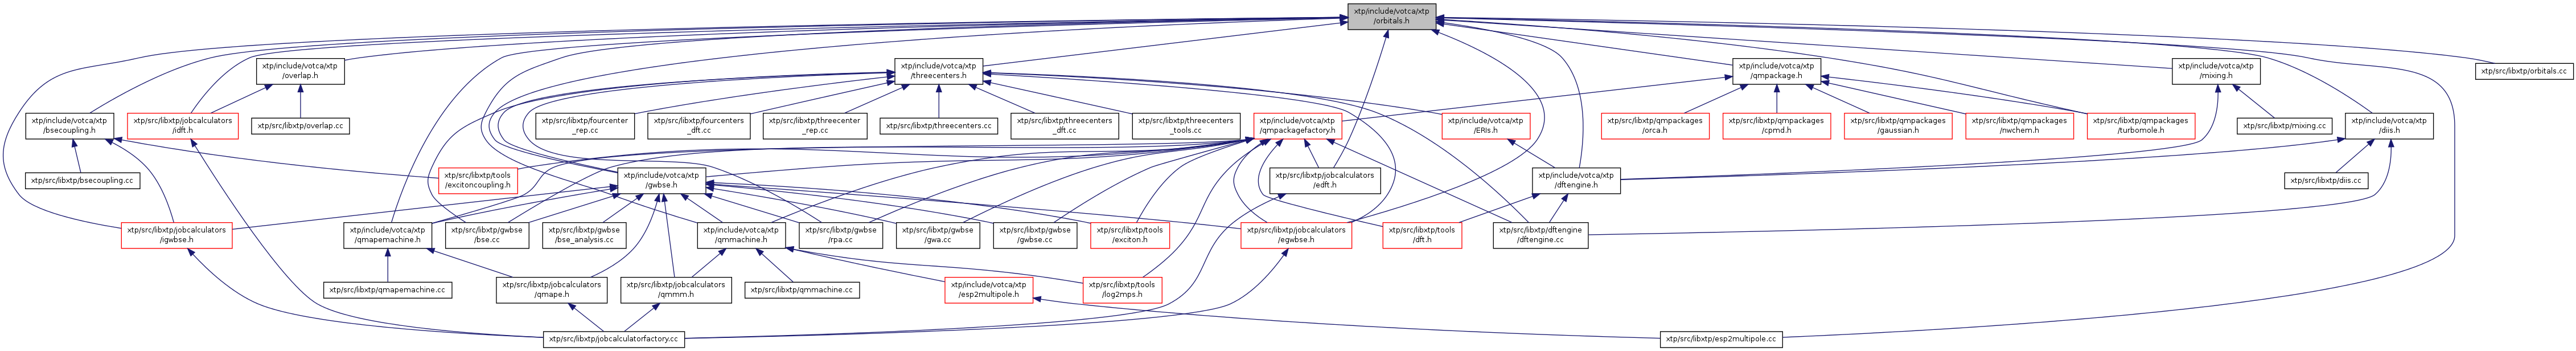 xtp/include/votca/xtp
/orbitals.h
xtp/include/votca/xtp
/overlap.h
xtp/include/votca/xtp
/threecenters.h
xtp/include/votca/xtp
/qmpackage.h
xtp/include/votca/xtp
/mixing.h
xtp/src/libxtp/orbitals.cc
xtp/include/votca/xtp
/bsecoupling.h
xtp/src/libxtp/jobcalculators
/idft.h
xtp/src/libxtp/overlap.cc
xtp/src/libxtp/fourcenter
_rep.cc
xtp/src/libxtp/fourcenters
_dft.cc
xtp/src/libxtp/threecenter
_rep.cc
xtp/src/libxtp/threecenters.cc
xtp/src/libxtp/threecenters
_dft.cc
xtp/src/libxtp/threecenters
_tools.cc
xtp/include/votca/xtp
/qmpackagefactory.h
xtp/include/votca/xtp
/ERIs.h
xtp/src/libxtp/qmpackages
/orca.h
xtp/src/libxtp/qmpackages
/cpmd.h
xtp/src/libxtp/qmpackages
/gaussian.h
xtp/src/libxtp/qmpackages
/nwchem.h
xtp/src/libxtp/qmpackages
/turbomole.h
xtp/src/libxtp/mixing.cc
xtp/include/votca/xtp
/diis.h
xtp/src/libxtp/bsecoupling.cc
xtp/src/libxtp/tools
/excitoncoupling.h
xtp/include/votca/xtp
/gwbse.h
xtp/src/libxtp/jobcalculators
/edft.h
xtp/include/votca/xtp
/dftengine.h
xtp/src/libxtp/diis.cc
xtp/src/libxtp/jobcalculators
/igwbse.h
xtp/include/votca/xtp
/qmapemachine.h
xtp/src/libxtp/gwbse
/bse.cc
xtp/src/libxtp/gwbse
/bse_analysis.cc
xtp/include/votca/xtp
/qmmachine.h
xtp/src/libxtp/gwbse
/rpa.cc
xtp/src/libxtp/gwbse
/gwa.cc
xtp/src/libxtp/gwbse
/gwbse.cc
xtp/src/libxtp/tools
/exciton.h
xtp/src/libxtp/jobcalculators
/egwbse.h
xtp/src/libxtp/tools
/dft.h
xtp/src/libxtp/dftengine
/dftengine.cc
xtp/src/libxtp/qmapemachine.cc
xtp/src/libxtp/jobcalculators
/qmape.h
xtp/src/libxtp/jobcalculators
/qmmm.h
xtp/src/libxtp/qmmachine.cc
xtp/include/votca/xtp
/esp2multipole.h
xtp/src/libxtp/tools
/log2mps.h
xtp/src/libxtp/jobcalculatorfactory.cc
xtp/src/libxtp/esp2multipole.cc